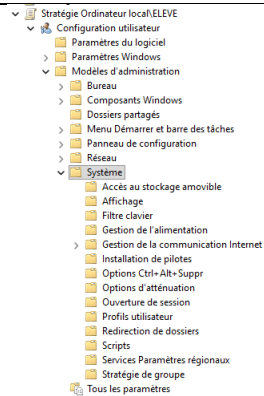 Stratégie Ordinateur local\ELEVE
Configuration utilisateur
Paramètres du logiciel
Paramètres Windows
Modèles d'administration
Bureau
Composants Windows
Dossiers partagés
Menu Démarrer et barre des tâches
Panneau de configuration
Réseau
Système
Accès au stockage amovible
Affichage
Filtre clavier
Gestion de l'alimentation
Gestion de la communication Internet
Installation de pilotes
Options Ctrl+Alt+Suppr
Options d'atténuation
Ouverture de session
Profils utilisateur
Redirection de dossiers
Scripts
Services Paramètres régionaux
Stratégie de groupe
Tous les paramètres